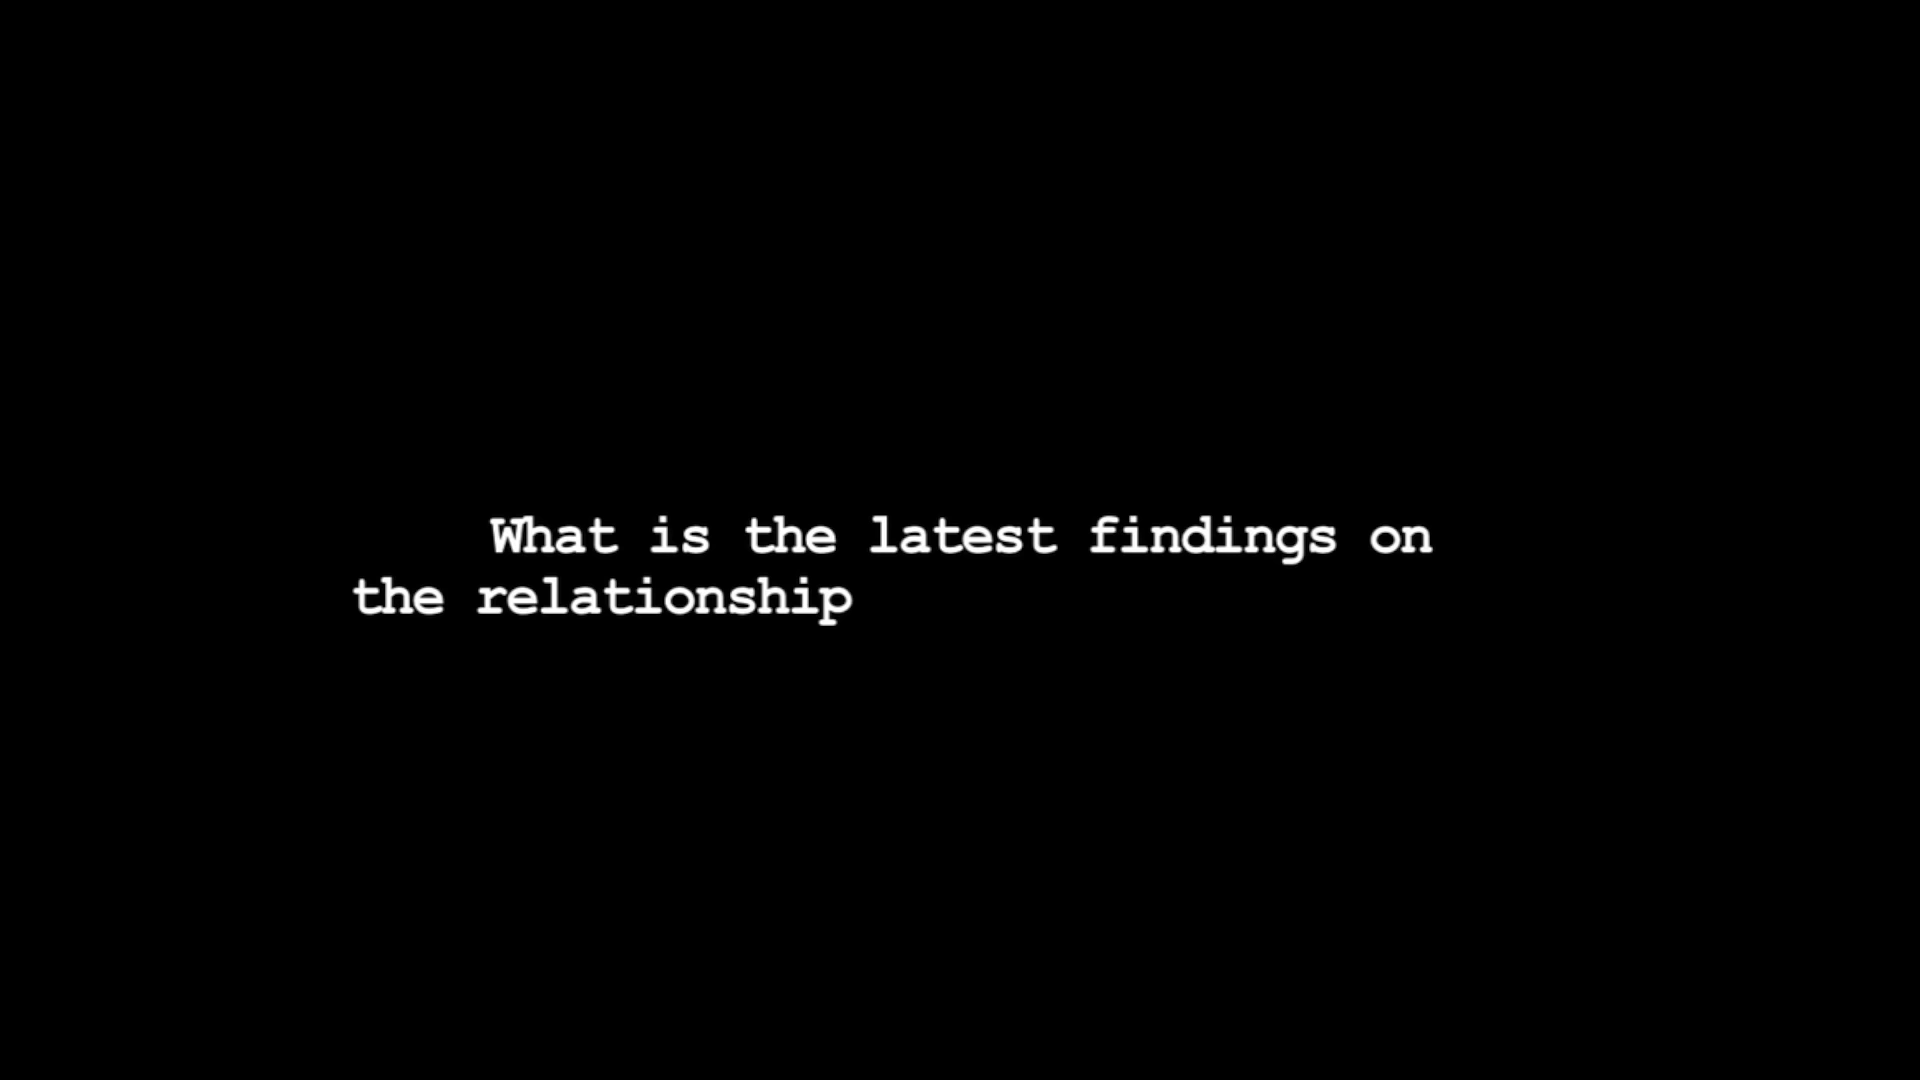 What is the latest findings on
the relationship